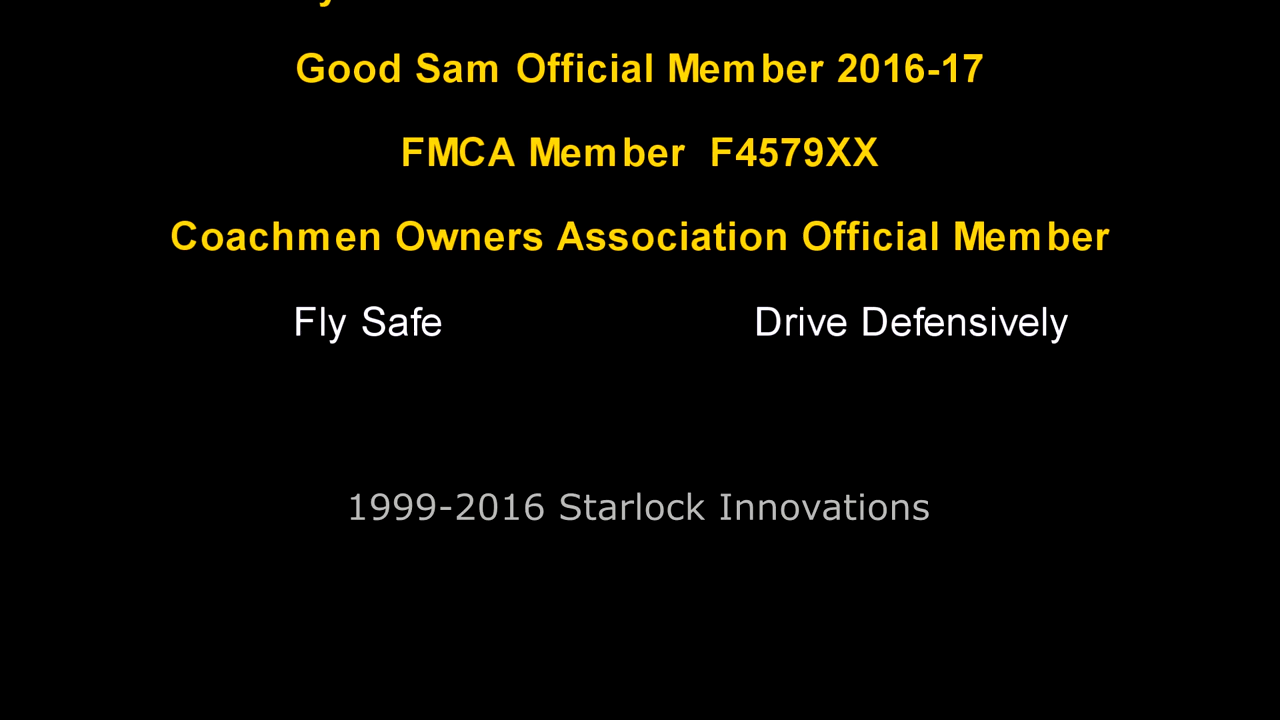 Good Sam Official Member 2016-17
FMCA Member F4579XX
Coachmen Owners Association Official Member
Fly Safe Drive Defensively
1999-2016 Starlock Innovations